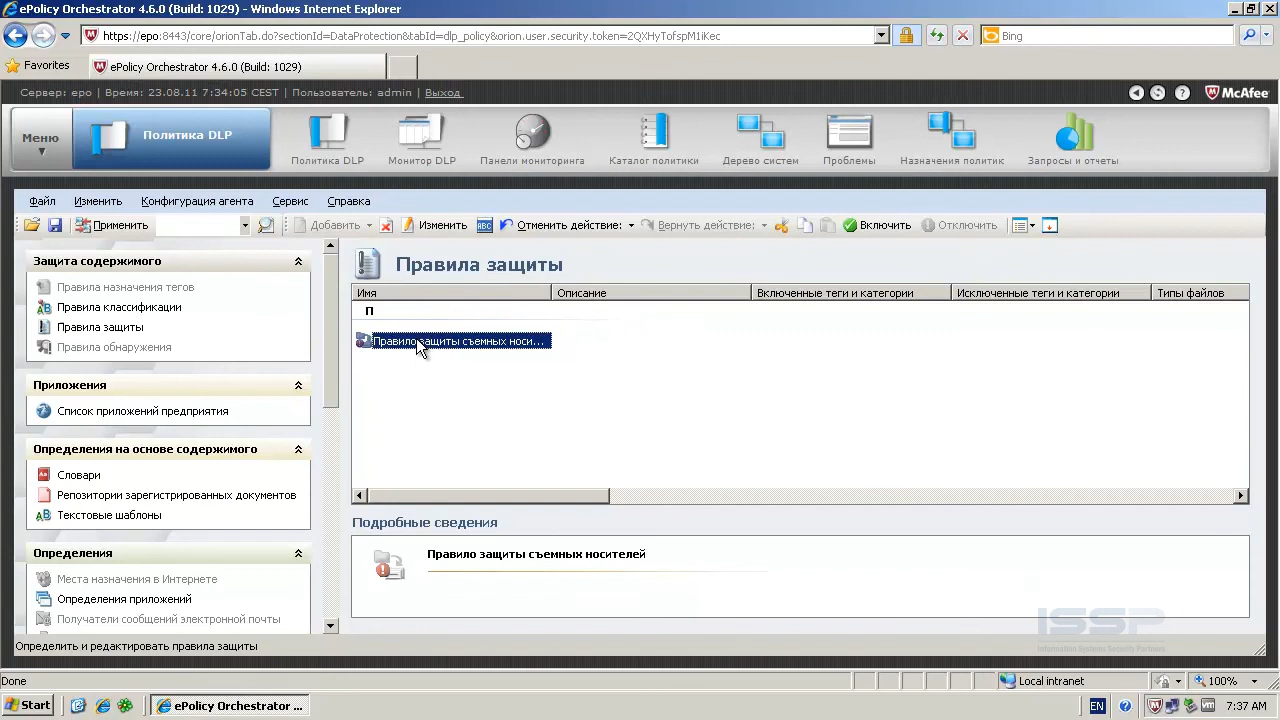 ePolicy Orchestrator 4.6.0 (Build: 1029) - Windows Internet Explorer
https://epo:8443/core/orionTab.do?sectionId=DataProtection&tabId=dlp_policy&orion.user.security.token=2QXHyTofspM1iKec
Bing
Favorites
ePolicy Orchestrator 4.6.0 (Build: 1029)
Сервер: epo | Время: 23.08.11 7:34:05 CEST | Пользователь: admin | Выход
McAfee
Меню
Политика DLP
Политика DLP
Монитор DLP
Панели мониторинга
Каталог политики
Дерево систем
Проблемы
Назначения политик
Запросы и отчеты
Файл Изменить Конфигурация агента Сервис Справка
Применить
Добавить
Изменить
Отменить действие:
Вернуть действие:
Включить
Отключить
Защита содержимого
Правила назначения тегов
Правила классификации
Правила защиты
Правила обнаружения
Приложения
Список приложений предприятия
Определения на основе содержимого
Словари
Репозитории зарегистрированных документов
Текстовые шаблоны
Определения
Места назначения в Интернете
Определения приложений
Получатели сообщений электронной почты
Правила защиты
Имя Описание Включенные теги и категории Исключенные теги и категории Типы файлов
П
Правило защиты съемных носи...
Подробные сведения
Правило защиты съемных носителей
ISSP
Information Systems Security Partners
Определить и редактировать правила защиты
Done
Local intranet
100%
Start
ePolicy Orchestrator ...
EN
7:37 AM